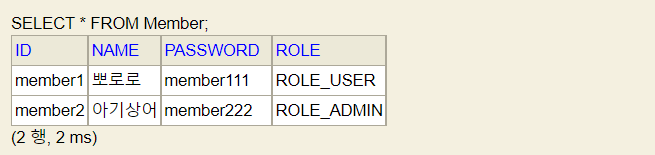 SELECT * FROM Member;
ID NAME PASSWORD ROLE
member1 뽀로로 member111 ROLE_USER
member2 아기상어 member222 ROLE_ADMIN
(2 행, 2 ms)